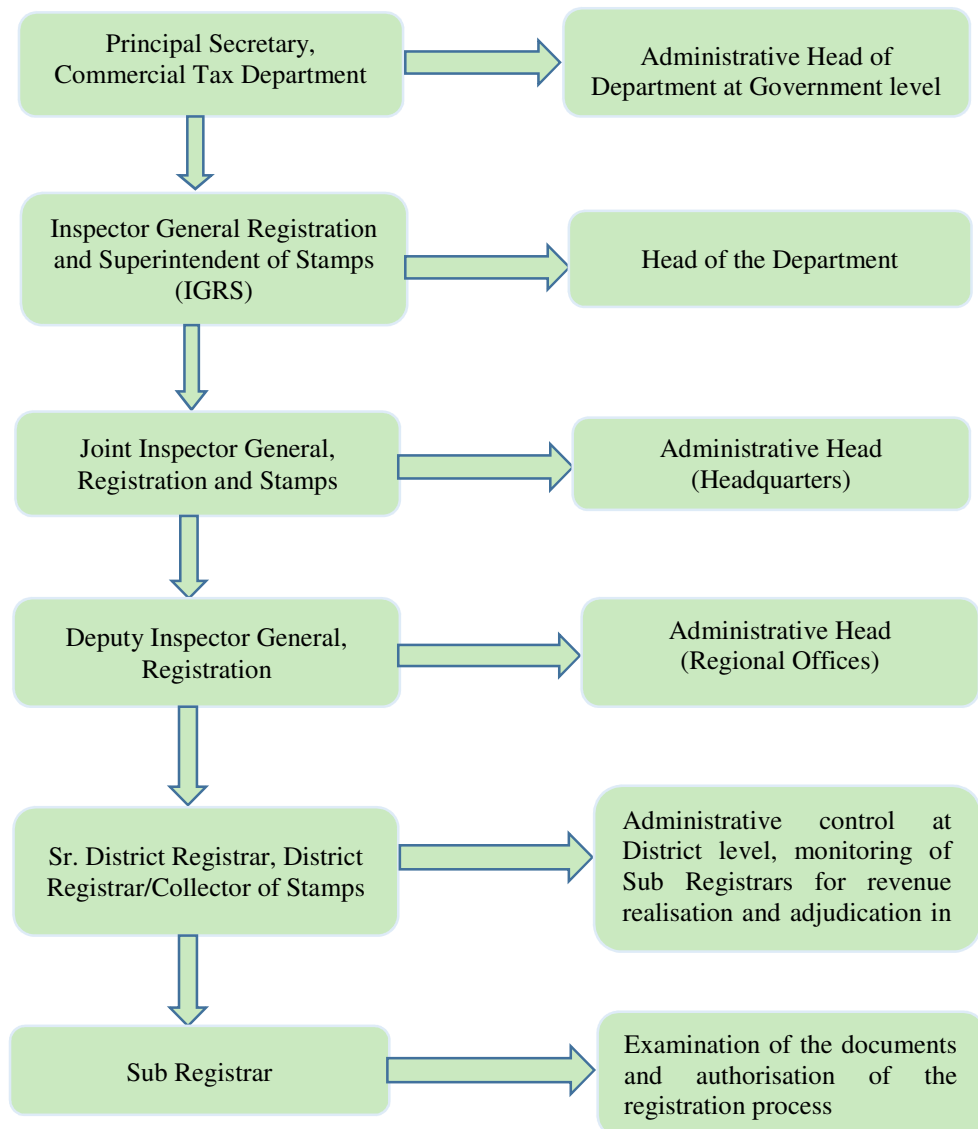 Principal Secretary,
Commercial Tax Department
Administrative Head of
Department at Government level
Inspector General Registration
and Superintendent of Stamps
(IGRS)
Head of the Department
Joint Inspector General,
Registration and Stamps
Administrative Head
(Headquarters)
Deputy Inspector General,
Registration
Administrative Head
(Regional Offices)
Sr. District Registrar, District
Registrar/Collector of Stamps
Administrative control at
District level, monitoring of
Sub Registrars for revenue
realisation and adjudication in
Sub Registrar
Examination of the documents
and authorisation of the
registration process